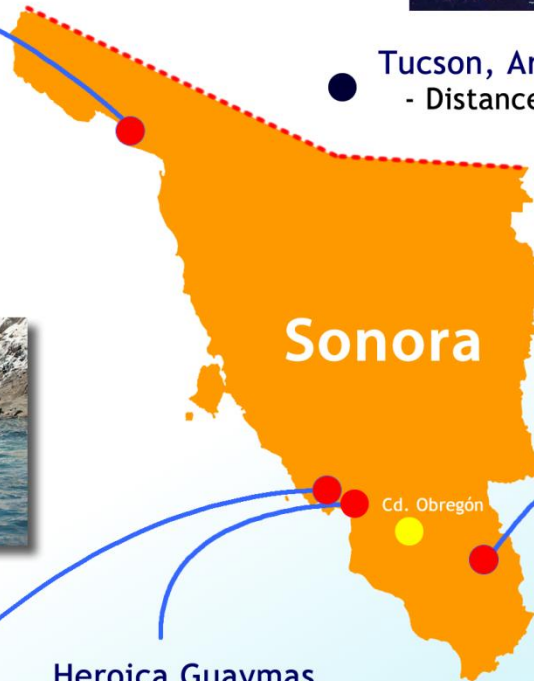 Tucson, Ar
- Distance
Sonora
Cd. Obregón
Heroica Guaymas